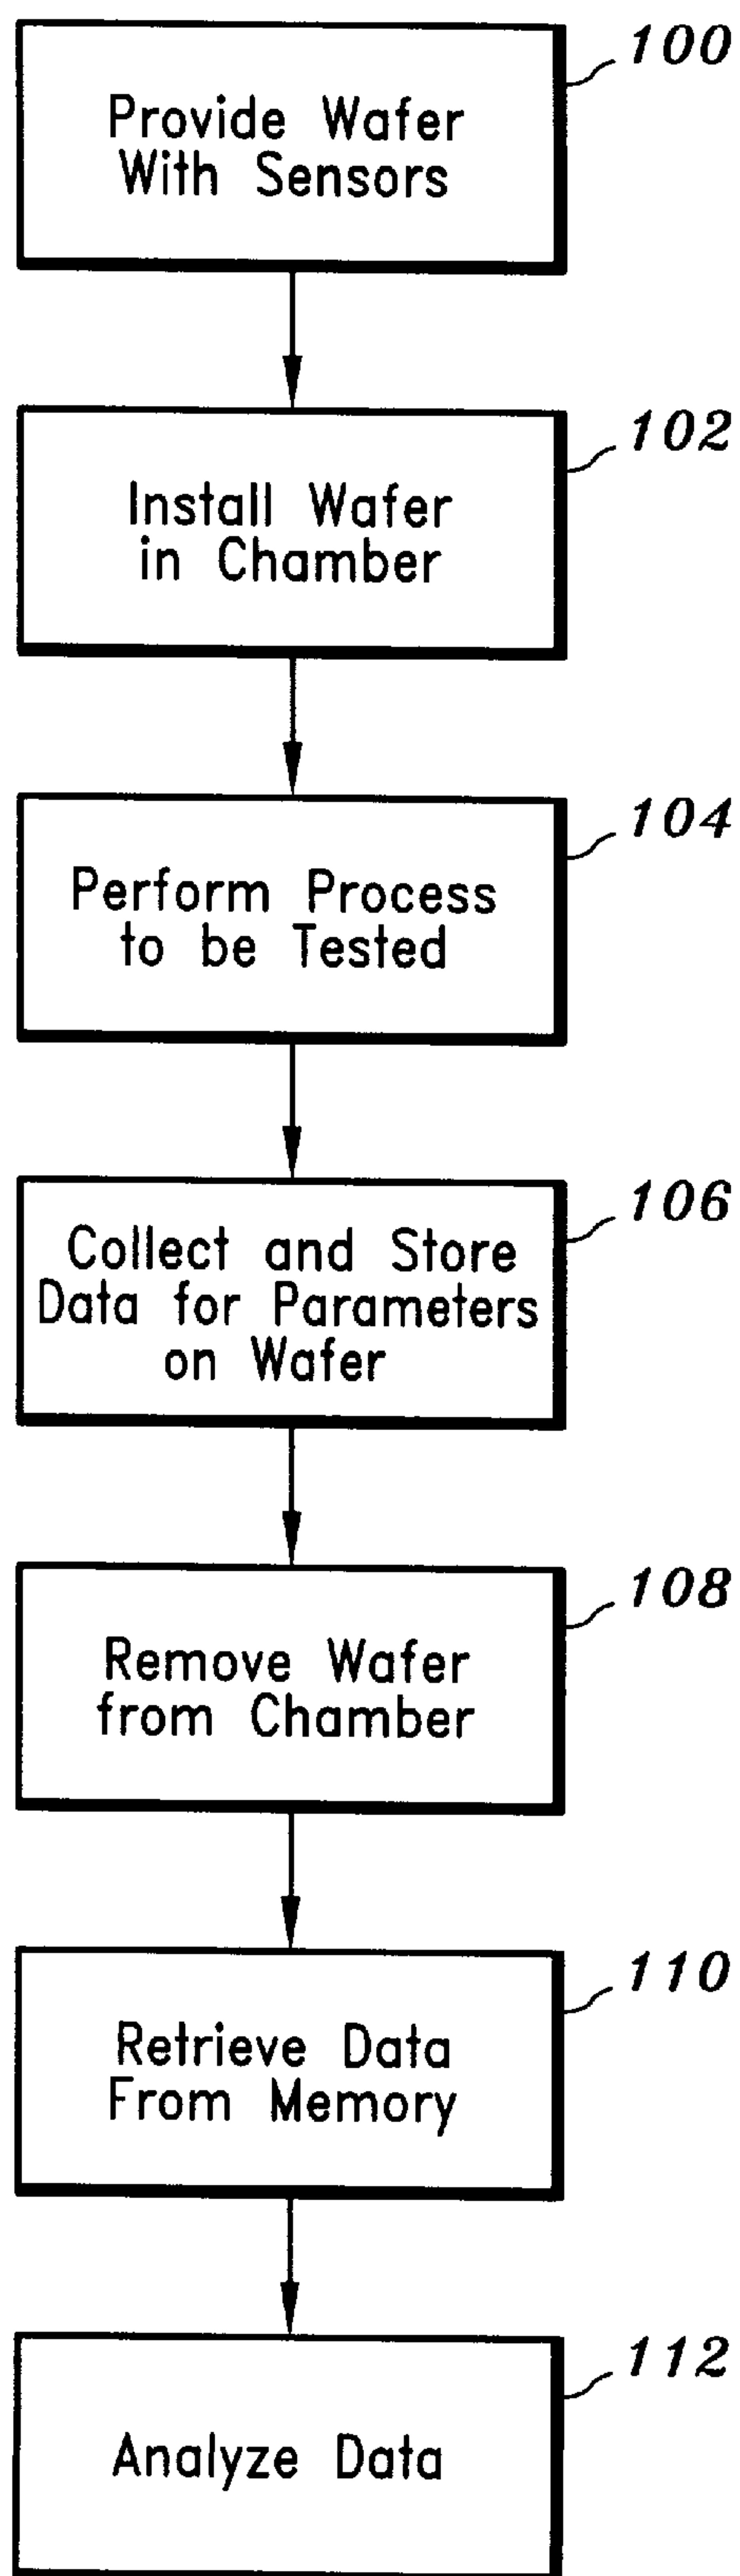 100
Provide Wafer
With Sensors
102
Install Wafer
in Chamber
104
Perform Process
to be Tested
106
Collect and Store
Data for Parameters
on Wafer
108
Remove Wafer
from Chamber
110
Retrieve Data
From Memory
112
Analyze Data